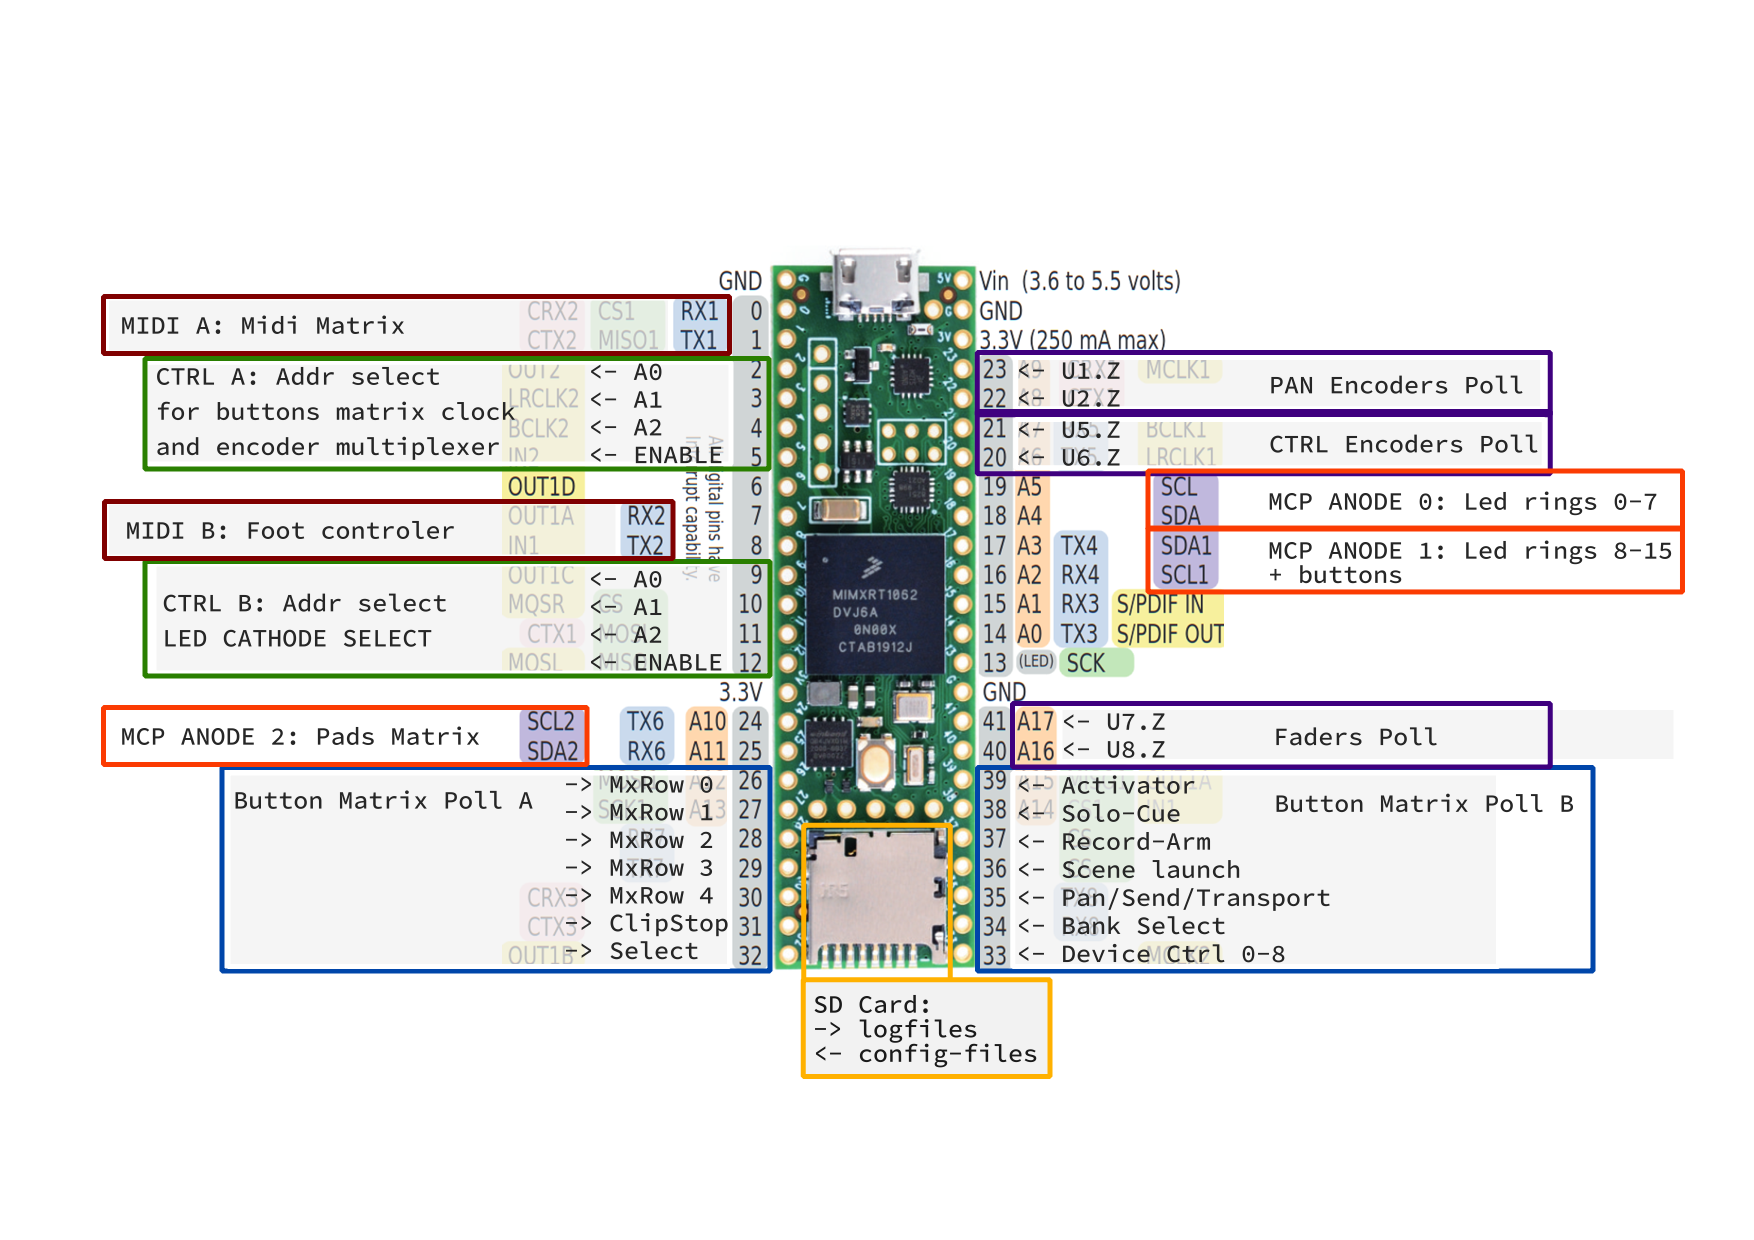 GND
Vin (3.6 to 5.5 volts)
MIDI A: Midi Matrix
CRX2 CS1 RX1 0
GND
CTX2 MISO1 TX1 1
3.3V (250 mA max)
CTRL A: Addr select
for buttons matrix clock
and encoder multiplexer
OUT2 <- A0 2
LRCLK2 <- A1 3
BCLK2 <- A2 4
IN2 <- ENABLE 5
23 <- U1.Z MCLK1
22 <- U2.Z
PAN Encoders Poll
21 <- U5.Z BCLK1
20 <- U6.Z LRCLK1
CTRL Encoders Poll
OUT1D 6
19 A5 SCL
18 A4 SDA
MCP ANODE 0: Led rings 0-7
MIDI B: Foot controler
OUT1A RX2 7
IN1 TX2 8
17 A3 TX4 SDA1
16 A2 RX4 SCL1
MCP ANODE 1: Led rings 8-15
+ buttons
CTRL B: Addr select
LED CATHODE SELECT
OUT1C <- A0 9
MQSR CS <- A1 10
CTX1 <- A2 11
MOSL <- ENABLE 12
15 A1 RX3 S/PDIF IN
14 A0 TX3 S/PDIF OUT
13 (LED) SCK
3.3V
GND
MIMXRT1062
DVJ6A
0N00X
CTAB1912J
MCP ANODE 2: Pads Matrix
SCL2 TX6 A10 24
SDA2 RX6 A11 25
41 A17 <- U7.Z
40 A16 <- U8.Z
Faders Poll
Button Matrix Poll A
-> MxRow 0 26
-> MxRow 1 A13 27
-> MxRow 2 28
-> MxRow 3 29
CRX3 -> MxRow 4 30
CTX3 -> ClipStop 31
OUT1B -> Select 32
39 <- Activator
38 A14 <- Solo-Cue
37 <- Record-Arm
36 <- Scene launch
35 <- Pan/Send/Transport
34 <- Bank Select
33 <- Device Ctrl 0-8
Button Matrix Poll B
SD Card:
-> logfiles
<- config-files